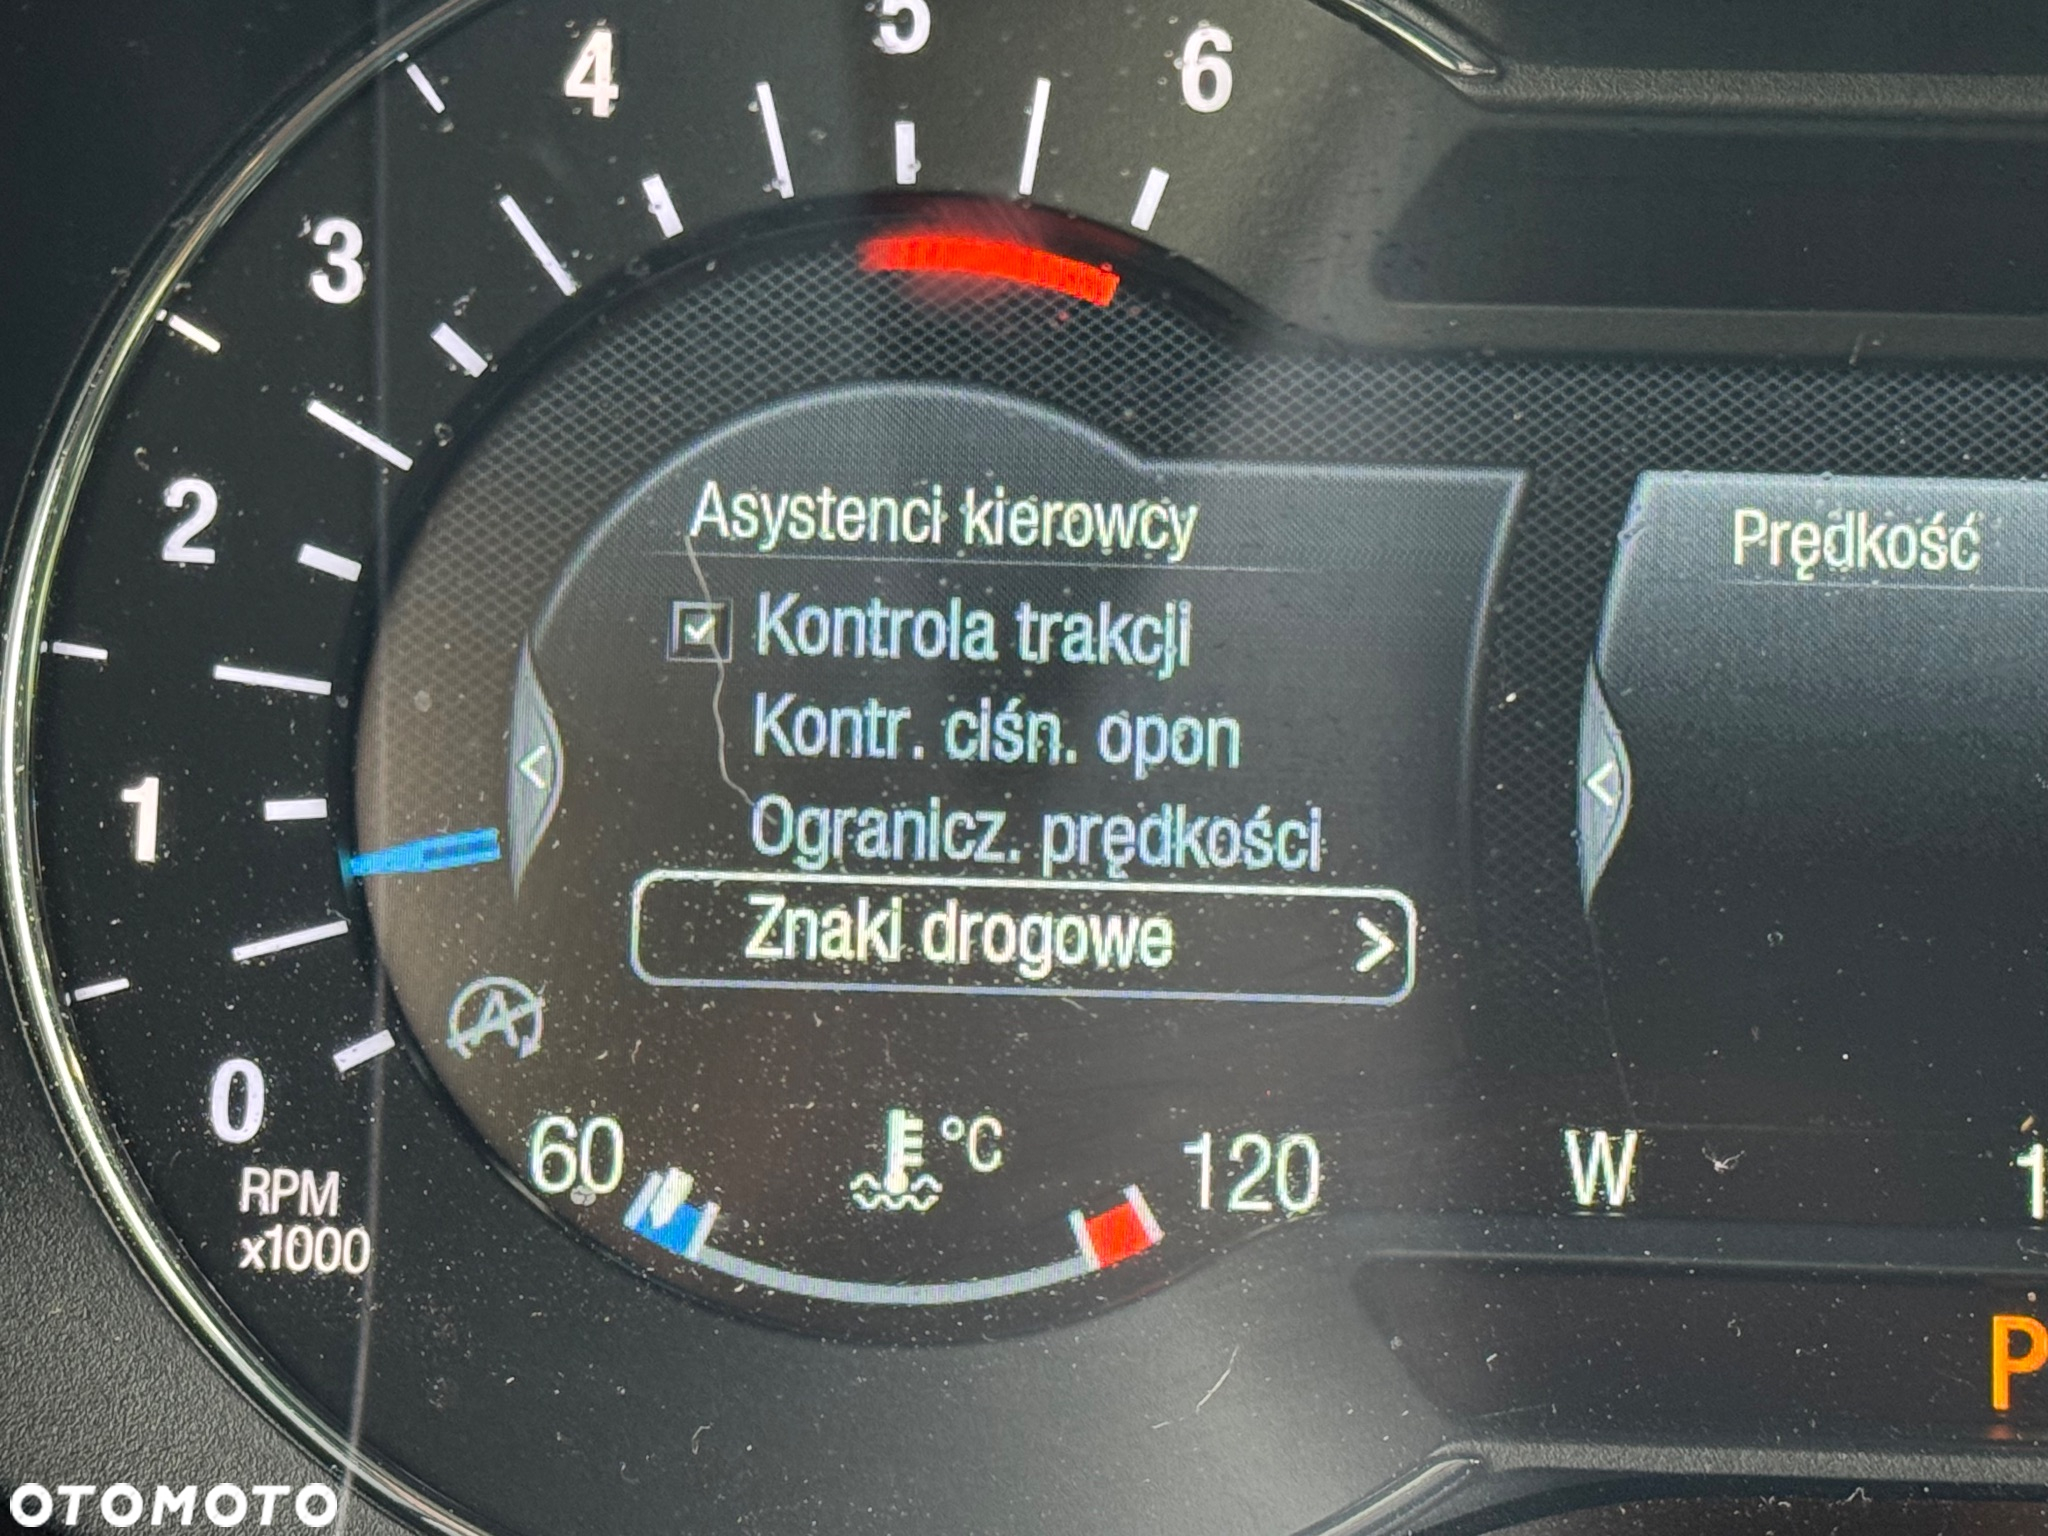 5
4
6
3
2
1
0
RPM
x1000
Asystenci kierowcy
Kontrola trakcji
Kontr. ciśn. opon
Ogranicz. prędkości
Znaki drogowe >
<
A
60
°C
120
Prędkość
<
W
1
P
OTOMOTO